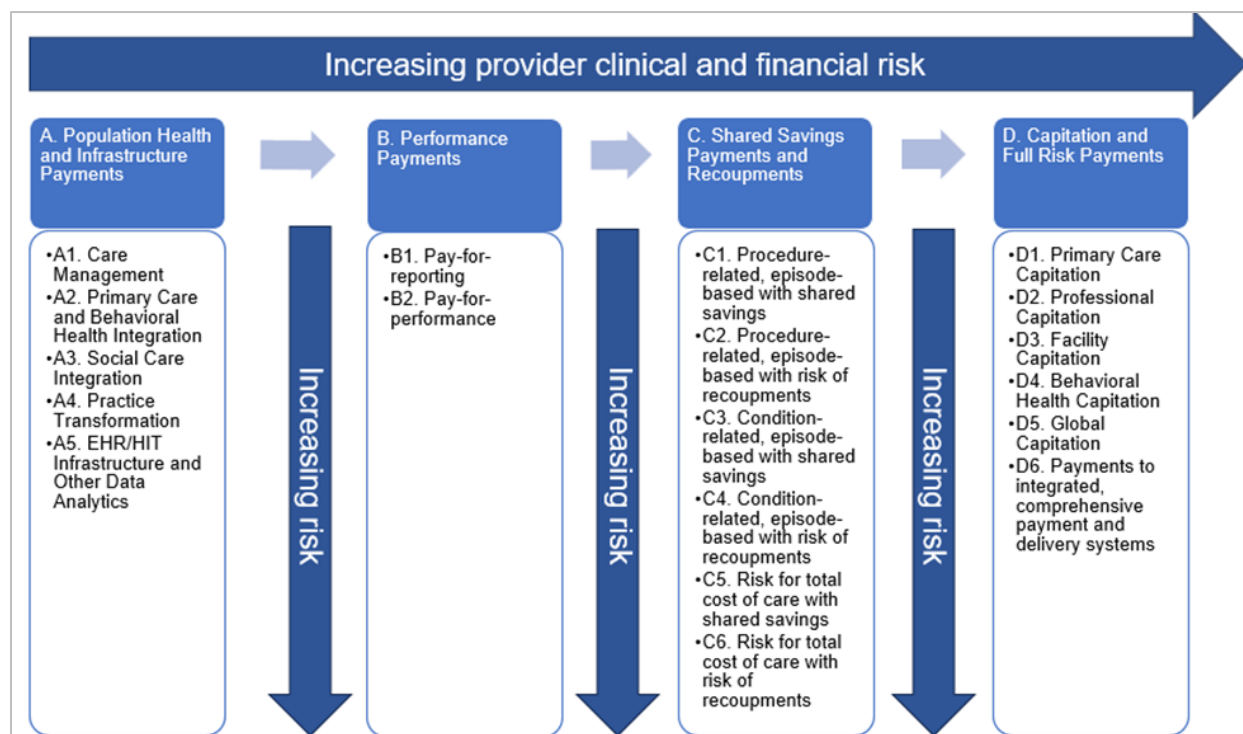 Increasing provider clinical and financial risk
A. Population Health
and Infrastructure
Payments
•A1. Care
Management
•A2. Primary Care
and Behavioral
Health Integration
•A3. Social Care
Integration
•A4. Practice
Transformation
•A5. EHR/HIT
Infrastructure and
Other Data
Analytics
Increasing risk
B. Performance
Payments
•B1. Pay-for-
reporting
•B2. Pay-for-
performance
Increasing risk
C. Shared Savings
Payments and
Recoupments
•C1. Procedure-
related, episode-
based with shared
savings
•C2. Procedure-
related, episode-
based with risk of
recoupments
•C3. Condition-
related, episode-
based with shared
savings
•C4. Condition-
related, episode-
based with risk of
recoupments
•C5. Risk for total
cost of care with
shared savings
•C6. Risk for total
cost of care with
risk of
recoupments
Increasing risk
D. Capitation and
Full Risk Payments
•D1. Primary Care
Capitation
•D2. Professional
Capitation
•D3. Facility
Capitation
•D4. Behavioral
Health Capitation
•D5. Global
Capitation
•D6. Payments to
integrated,
comprehensive
payment and
delivery systems